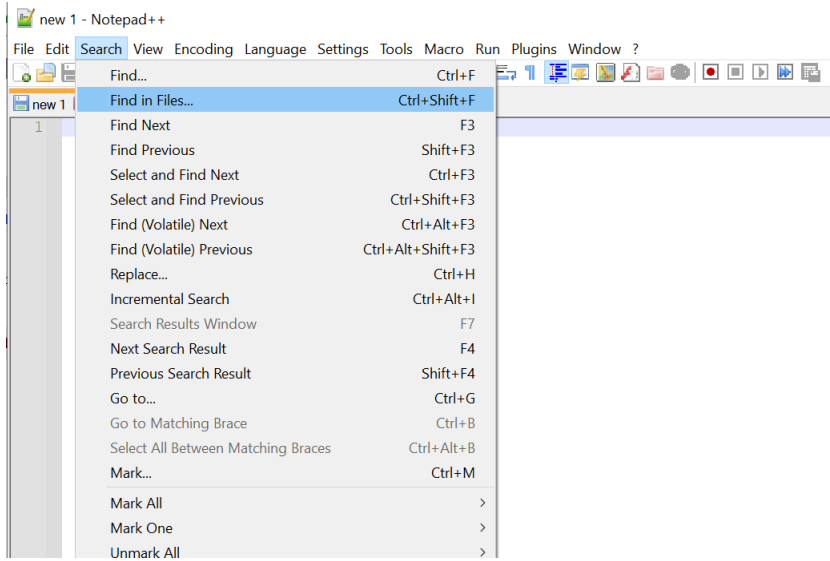 new 1 - Notepad++
File Edit Search View Encoding Language Settings Tools Macro Run Plugins Window ?
new 1
1
Find... Ctrl+F
Find in Files... Ctrl+Shift+F
Find Next F3
Find Previous Shift+F3
Select and Find Next Ctrl+F3
Select and Find Previous Ctrl+Shift+F3
Find (Volatile) Next Ctrl+Alt+F3
Find (Volatile) Previous Ctrl+Alt+Shift+F3
Replace... Ctrl+H
Incremental Search Ctrl+Alt+I
Search Results Window F7
Next Search Result F4
Previous Search Result Shift+F4
Go to... Ctrl+G
Go to Matching Brace Ctrl+B
Select All Between Matching Braces Ctrl+Alt+B
Mark... Ctrl+M
Mark All >
Mark One >
Unmark All >